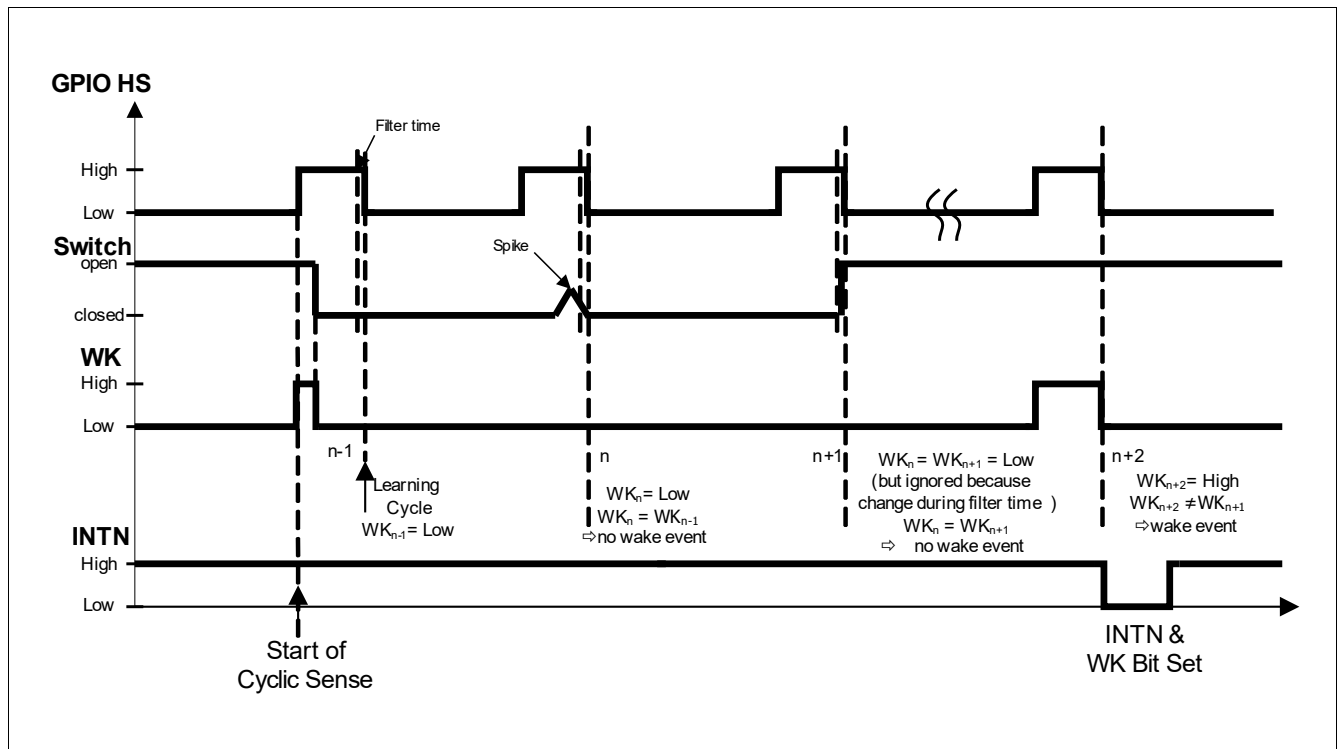 GPIO HS
Filter time
High
Low
Switch
open
Spike
closed
WK
High
Low
n-1
n
n+1
n+2
Learning
Cycle
WKn-1= Low
WKn= Low
WKn = WKn-1
⇨no wake event
WKn = WKn+1 = Low
(but ignored because
change during filter time )
WKn = WKn+1
⇨ no wake event
WKn+2= High
WKn+2 ≠WKn+1
⇨wake event
INTN
High
Low
Start of
Cyclic Sense
INTN &
WK Bit Set